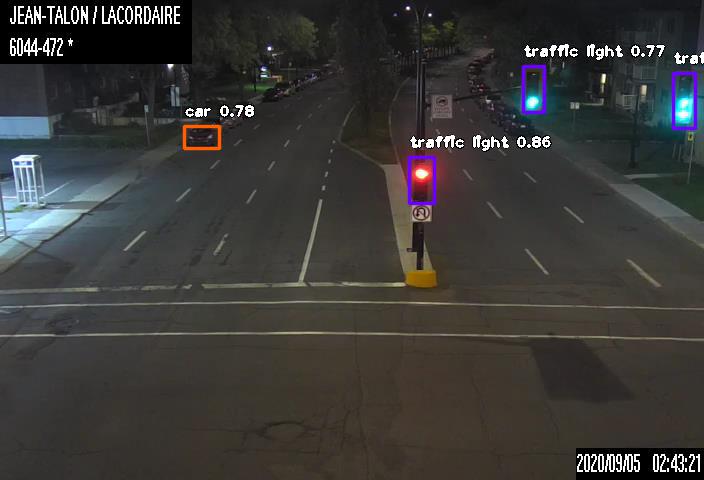 JEAN-TALON / LACORDAIRE
6044-472 *
traffic light 0.77
traf
car 0.78
traffic light 0.86
2020/09/05 02:43:21